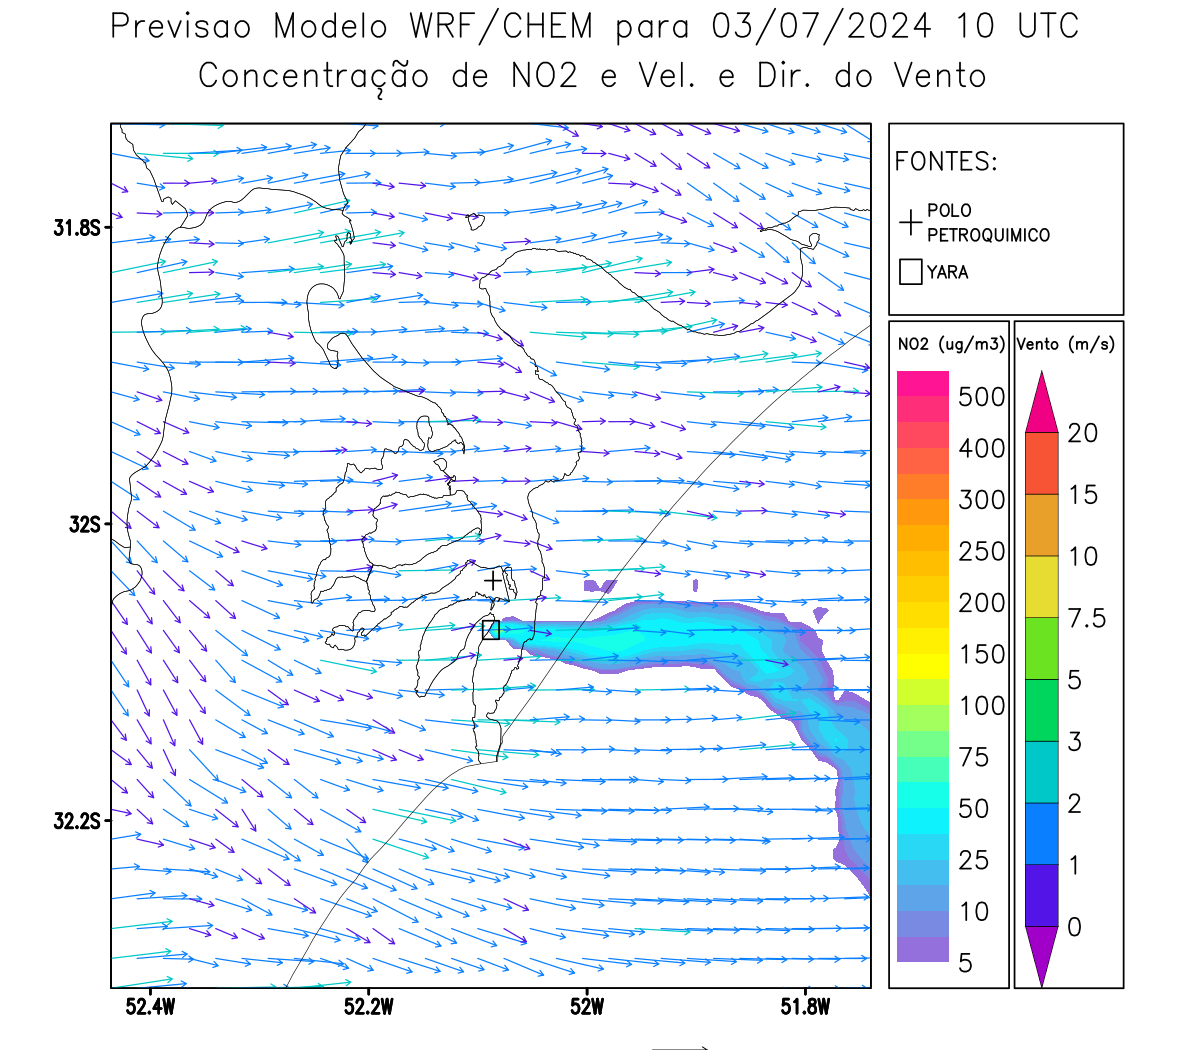 Previsao Modelo WRF/CHEM para 03/07/2024 10 UTC
Concentração de NO2 e Vel. e Dir. do Vento
FONTES:
POLO
PETROQUIMICO
YARA
NO2 (ug/m3)
500
400
300
250
200
150
100
75
50
25
10
5
Vento (m/s)
20
15
10
7.5
5
3
2
1
0
31.8S
32S
32.2S
52.4W
52.2W
52W
51.8W